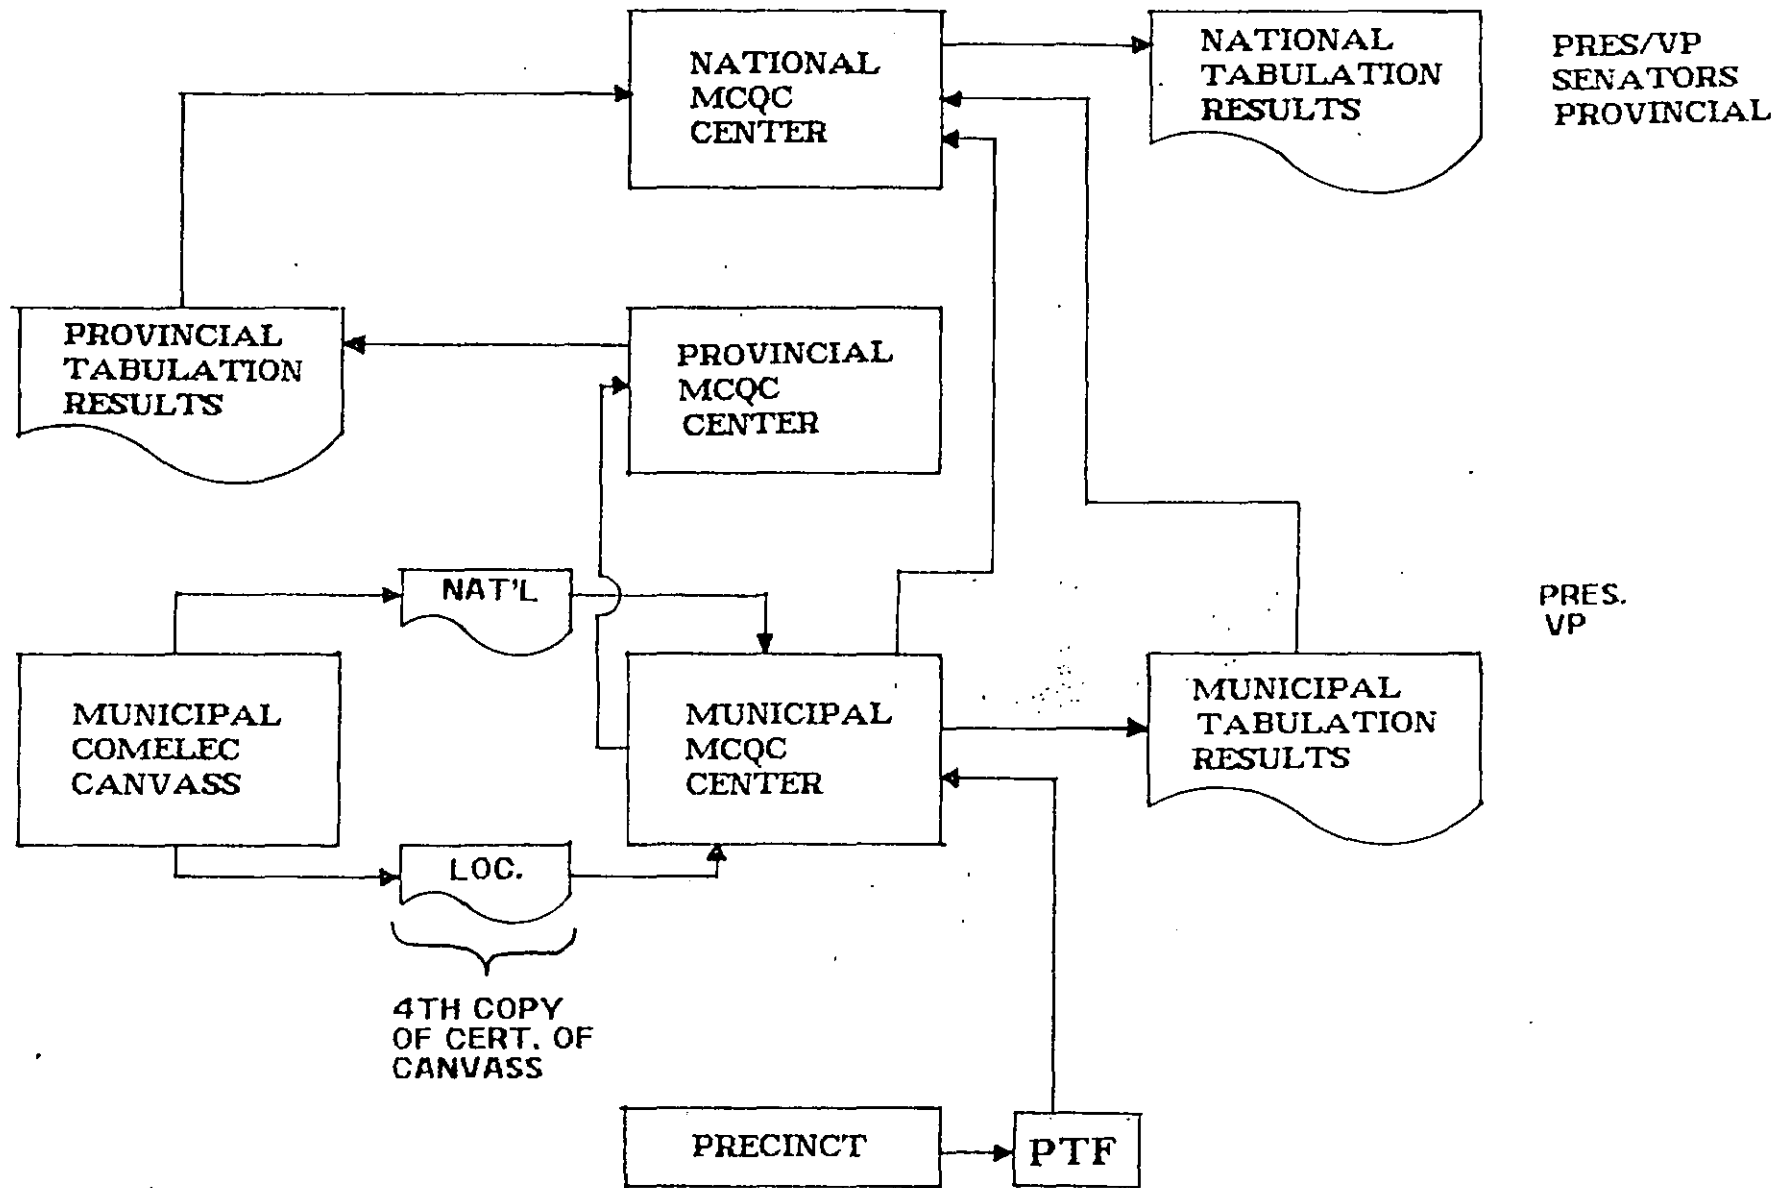 NATIONAL
MCQC
CENTER
NATIONAL
TABULATION
RESULTS
PRES/VP
SENATORS
PROVINCIAL
PROVINCIAL
TABULATION
RESULTS
PROVINCIAL
MCQC
CENTER
NAT'L
PRES.
VP
MUNICIPAL
COMELEC
CANVASS
MUNICIPAL
MCQC
CENTER
MUNICIPAL
TABULATION
RESULTS
LOC.
4TH COPY
OF CERT. OF
CANVASS
PRECINCT
PTF